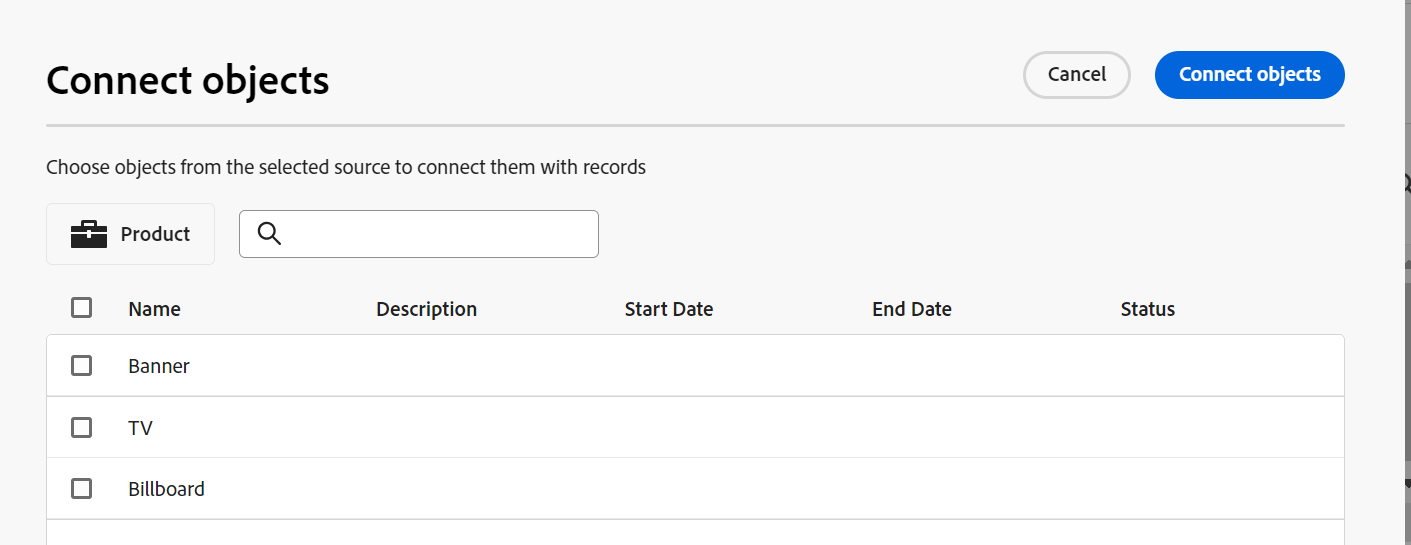 Connect objects
Cancel
Connect objects
Choose objects from the selected source to connect them with records
Product
Name Description Start Date End Date Status
Banner
TV
Billboard